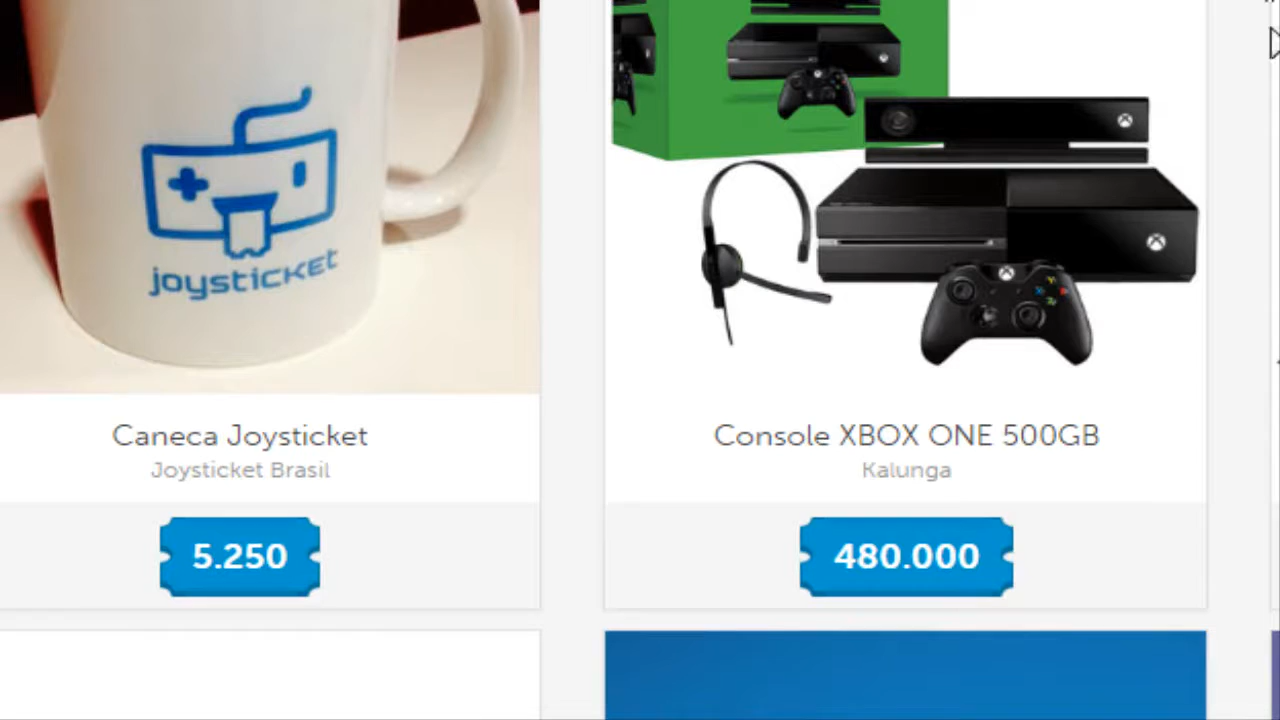 joysticket
Caneca Joysticket
Joysticket Brasil
5.250
Console XBOX ONE 500GB
Kalunga
480.000